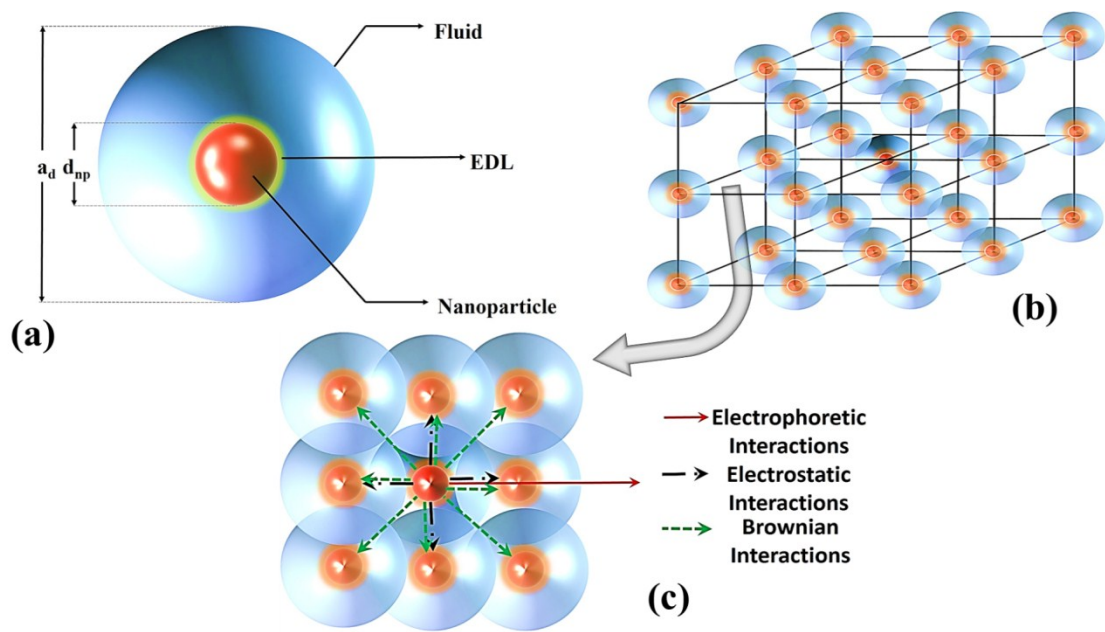 Fluid
EDL
a_d d_np
Nanoparticle
(a)
(b)
Electrophoretic
Interactions
Electrostatic
Interactions
Brownian
Interactions
(c)